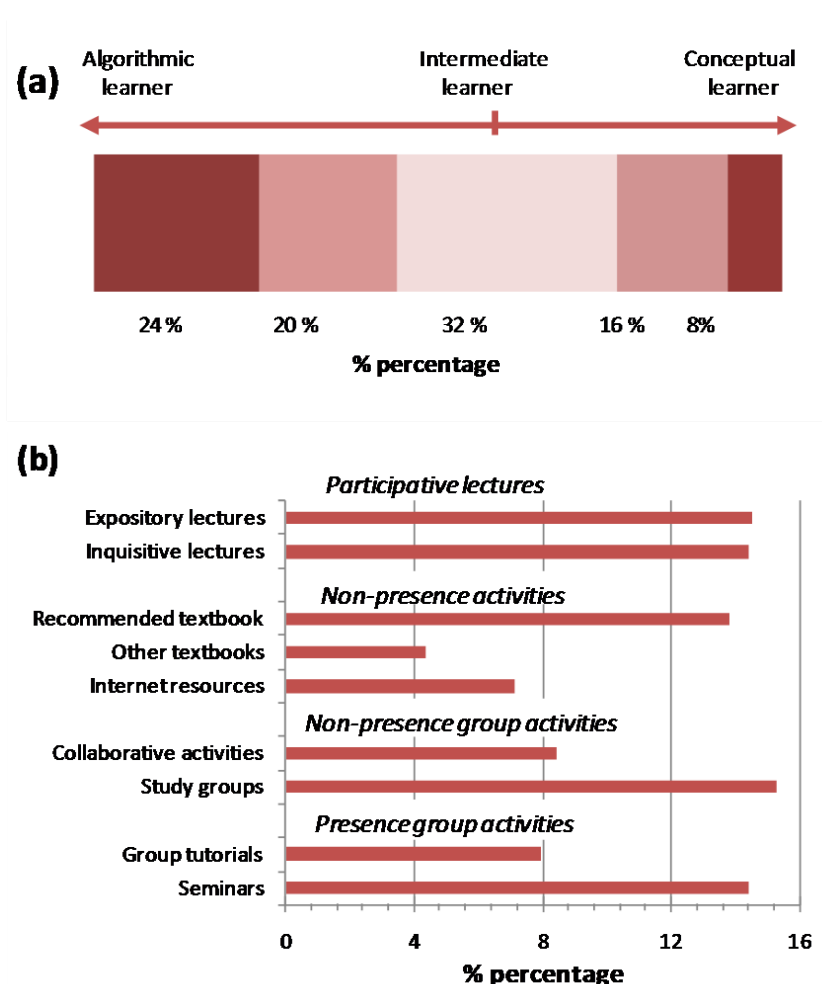 (a)
Algorithmic learner
Intermediate learner
Conceptual learner
24 %
20 %
32 %
16 %
8%
% percentage
(b)
Participative lectures
Expository lectures
Inquisitive lectures
Non-presence activities
Recommended textbook
Other textbooks
Internet resources
Non-presence group activities
Collaborative activities
Study groups
Presence group activities
Group tutorials
Seminars
0 4 8 12 16
% percentage